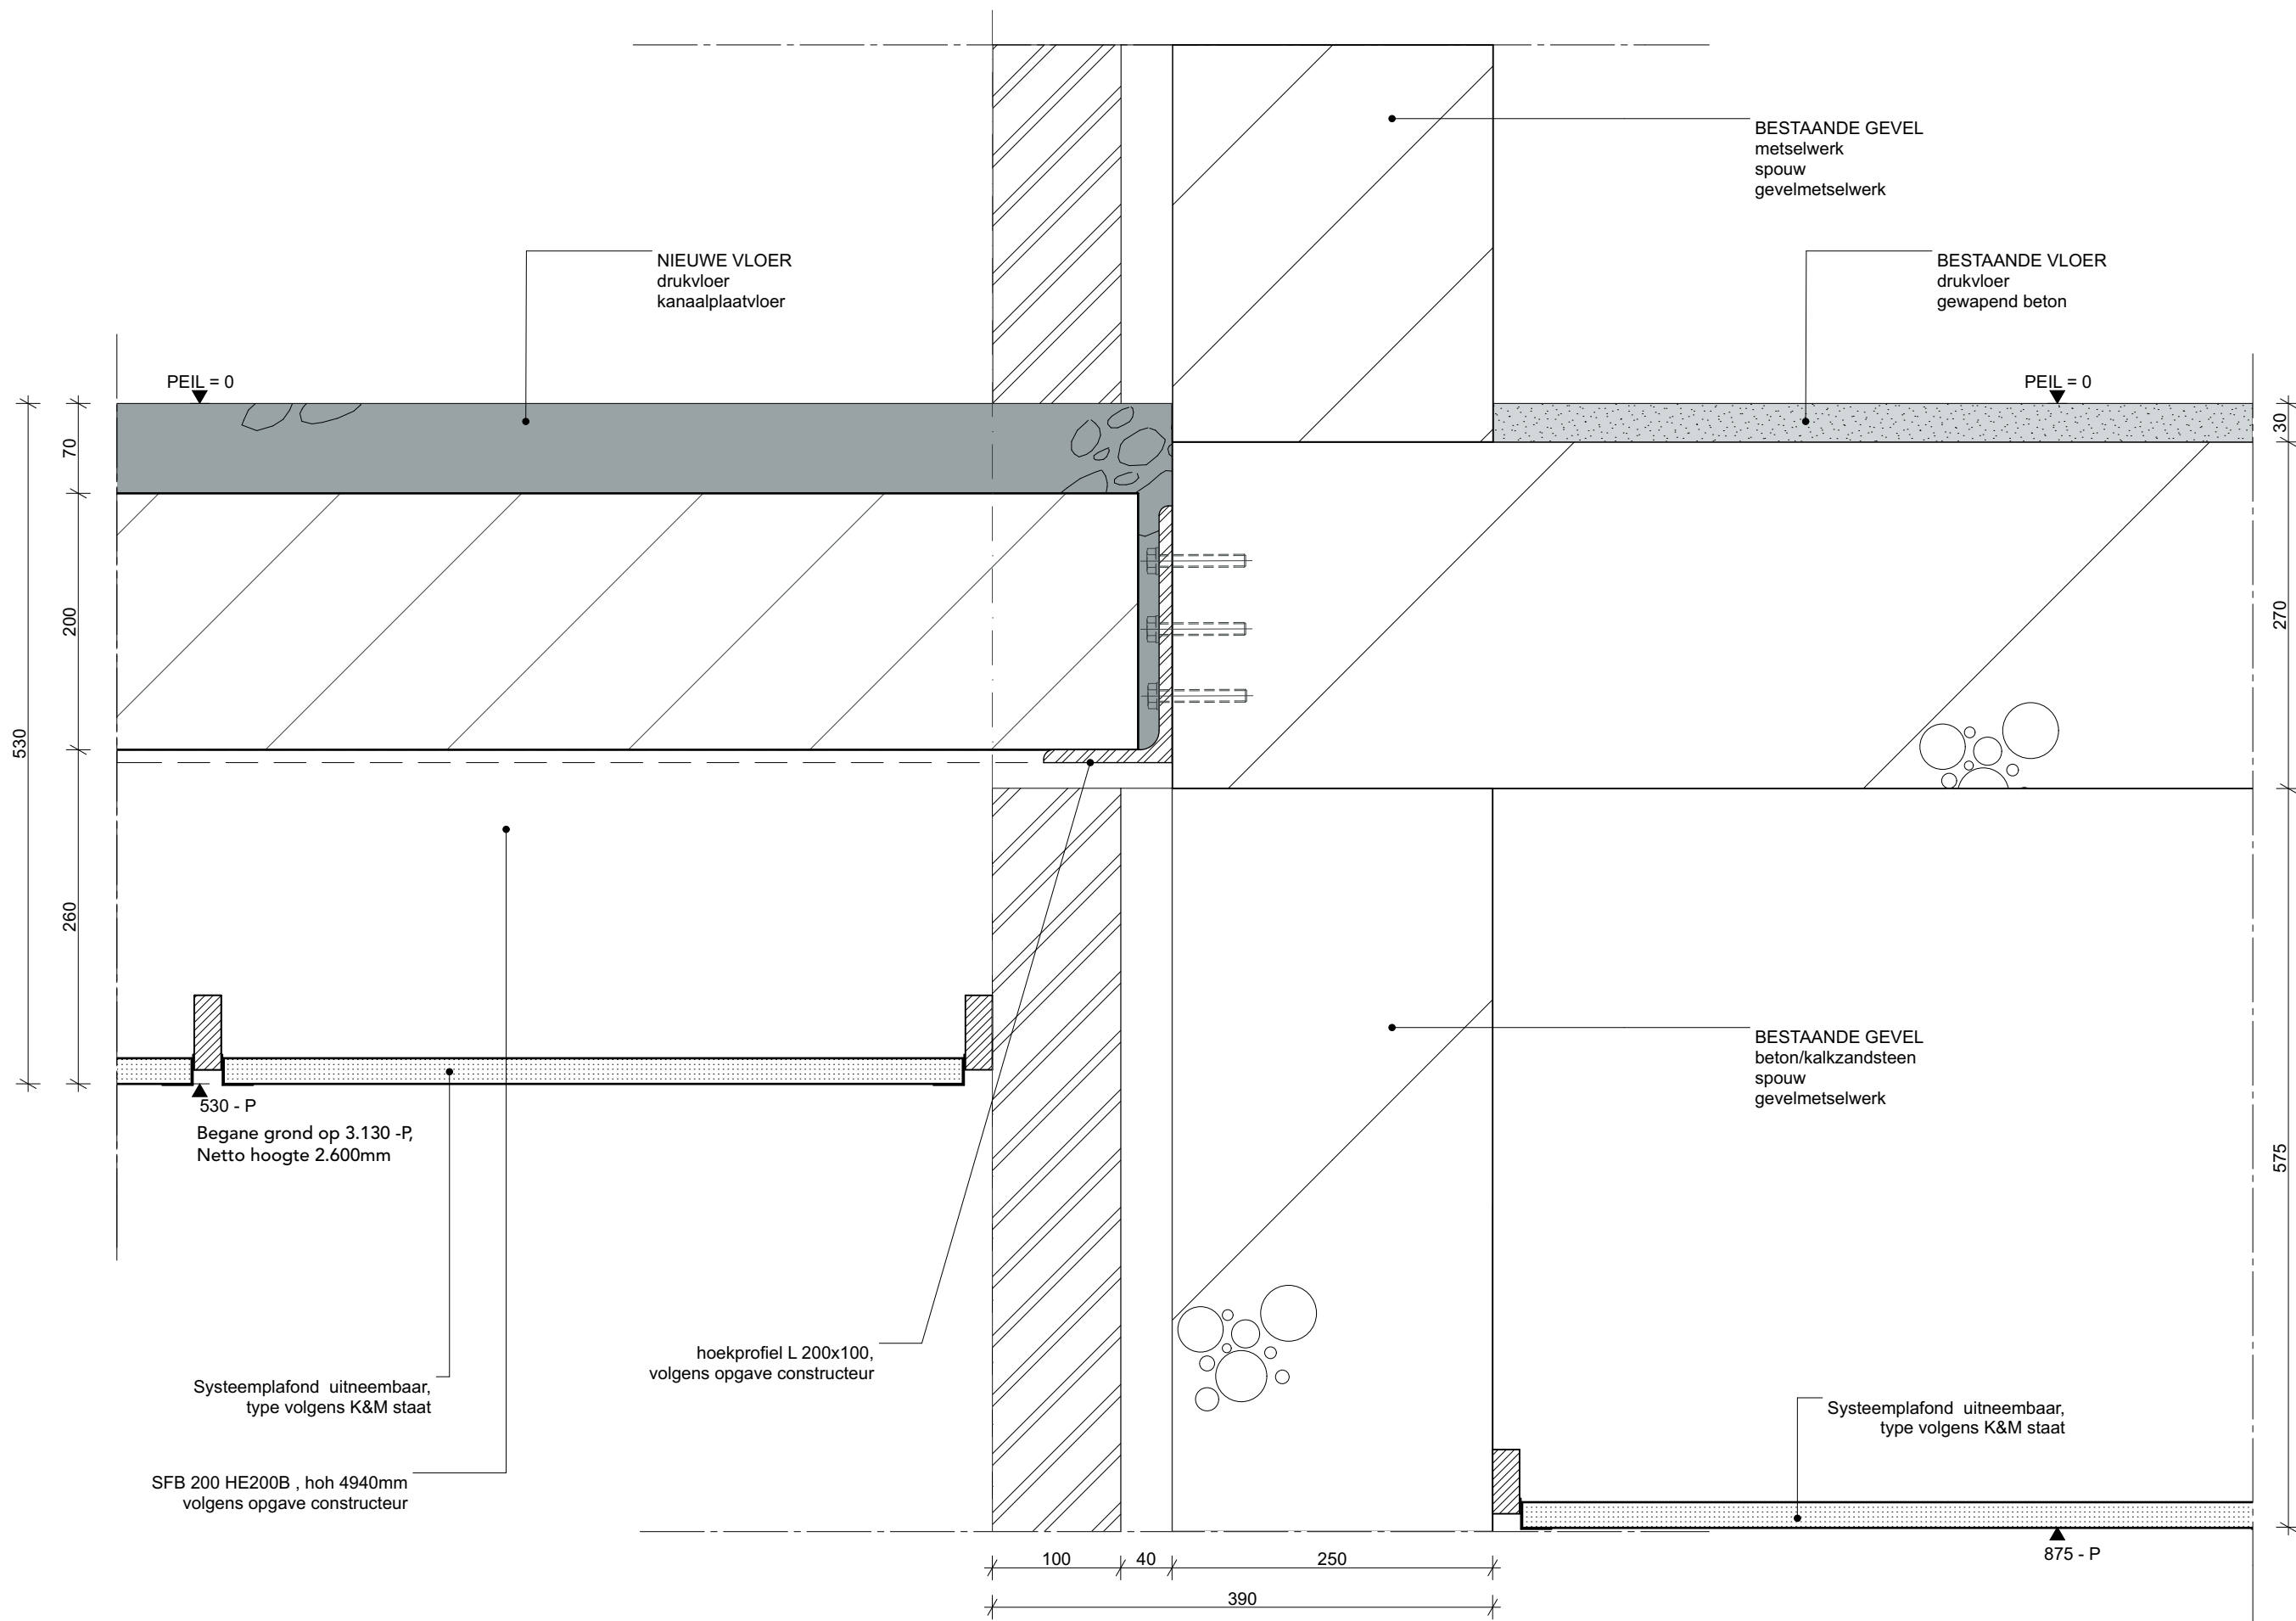 BESTAANDE GEVEL
metselwerk
spouw
gevelmetselwerk
NIEUWE VLOER
drukvloer
kanaalplaatvloer
BESTAANDE VLOER
drukvloer
gewapend beton
PEIL = 0
PEIL = 0
70
200
530
260
30
270
575
530 - P
Begane grond op 3.130 -P,
Netto hoogte 2.600mm
BESTAANDE GEVEL
beton/kalkzandsteen
spouw
gevelmetselwerk
hoekprofiel L 200x100,
volgens opgave constructeur
Systeemplafond uitneembaar,
type volgens K&M staat
SFB 200 HE200B , hoh 4940mm
volgens opgave constructeur
Systeemplafond uitneembaar,
type volgens K&M staat
875 - P
100
40
250
390